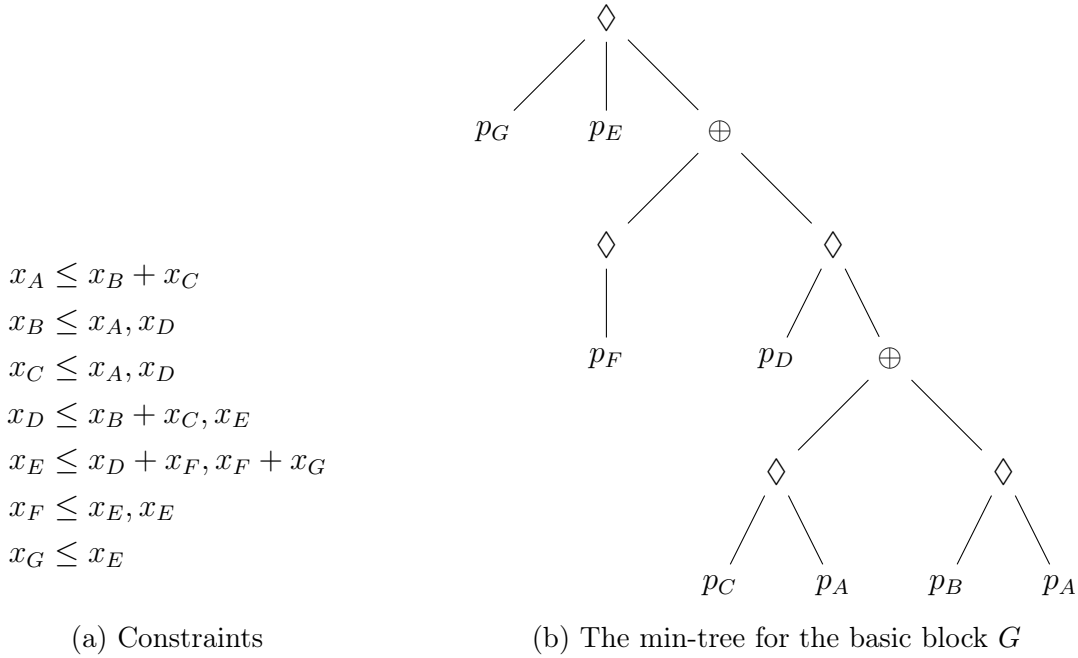 x_A ≤ x_B + x_C
x_B ≤ x_A, x_D
x_C ≤ x_A, x_D
x_D ≤ x_B + x_C, x_E
x_E ≤ x_D + x_F, x_F + x_G
x_F ≤ x_E, x_E
x_G ≤ x_E
(a) Constraints
◊
p_G p_E ⊕
◊ ◊
p_F p_D ⊕
◊ ◊
p_C p_A p_B p_A
(b) The min-tree for the basic block G